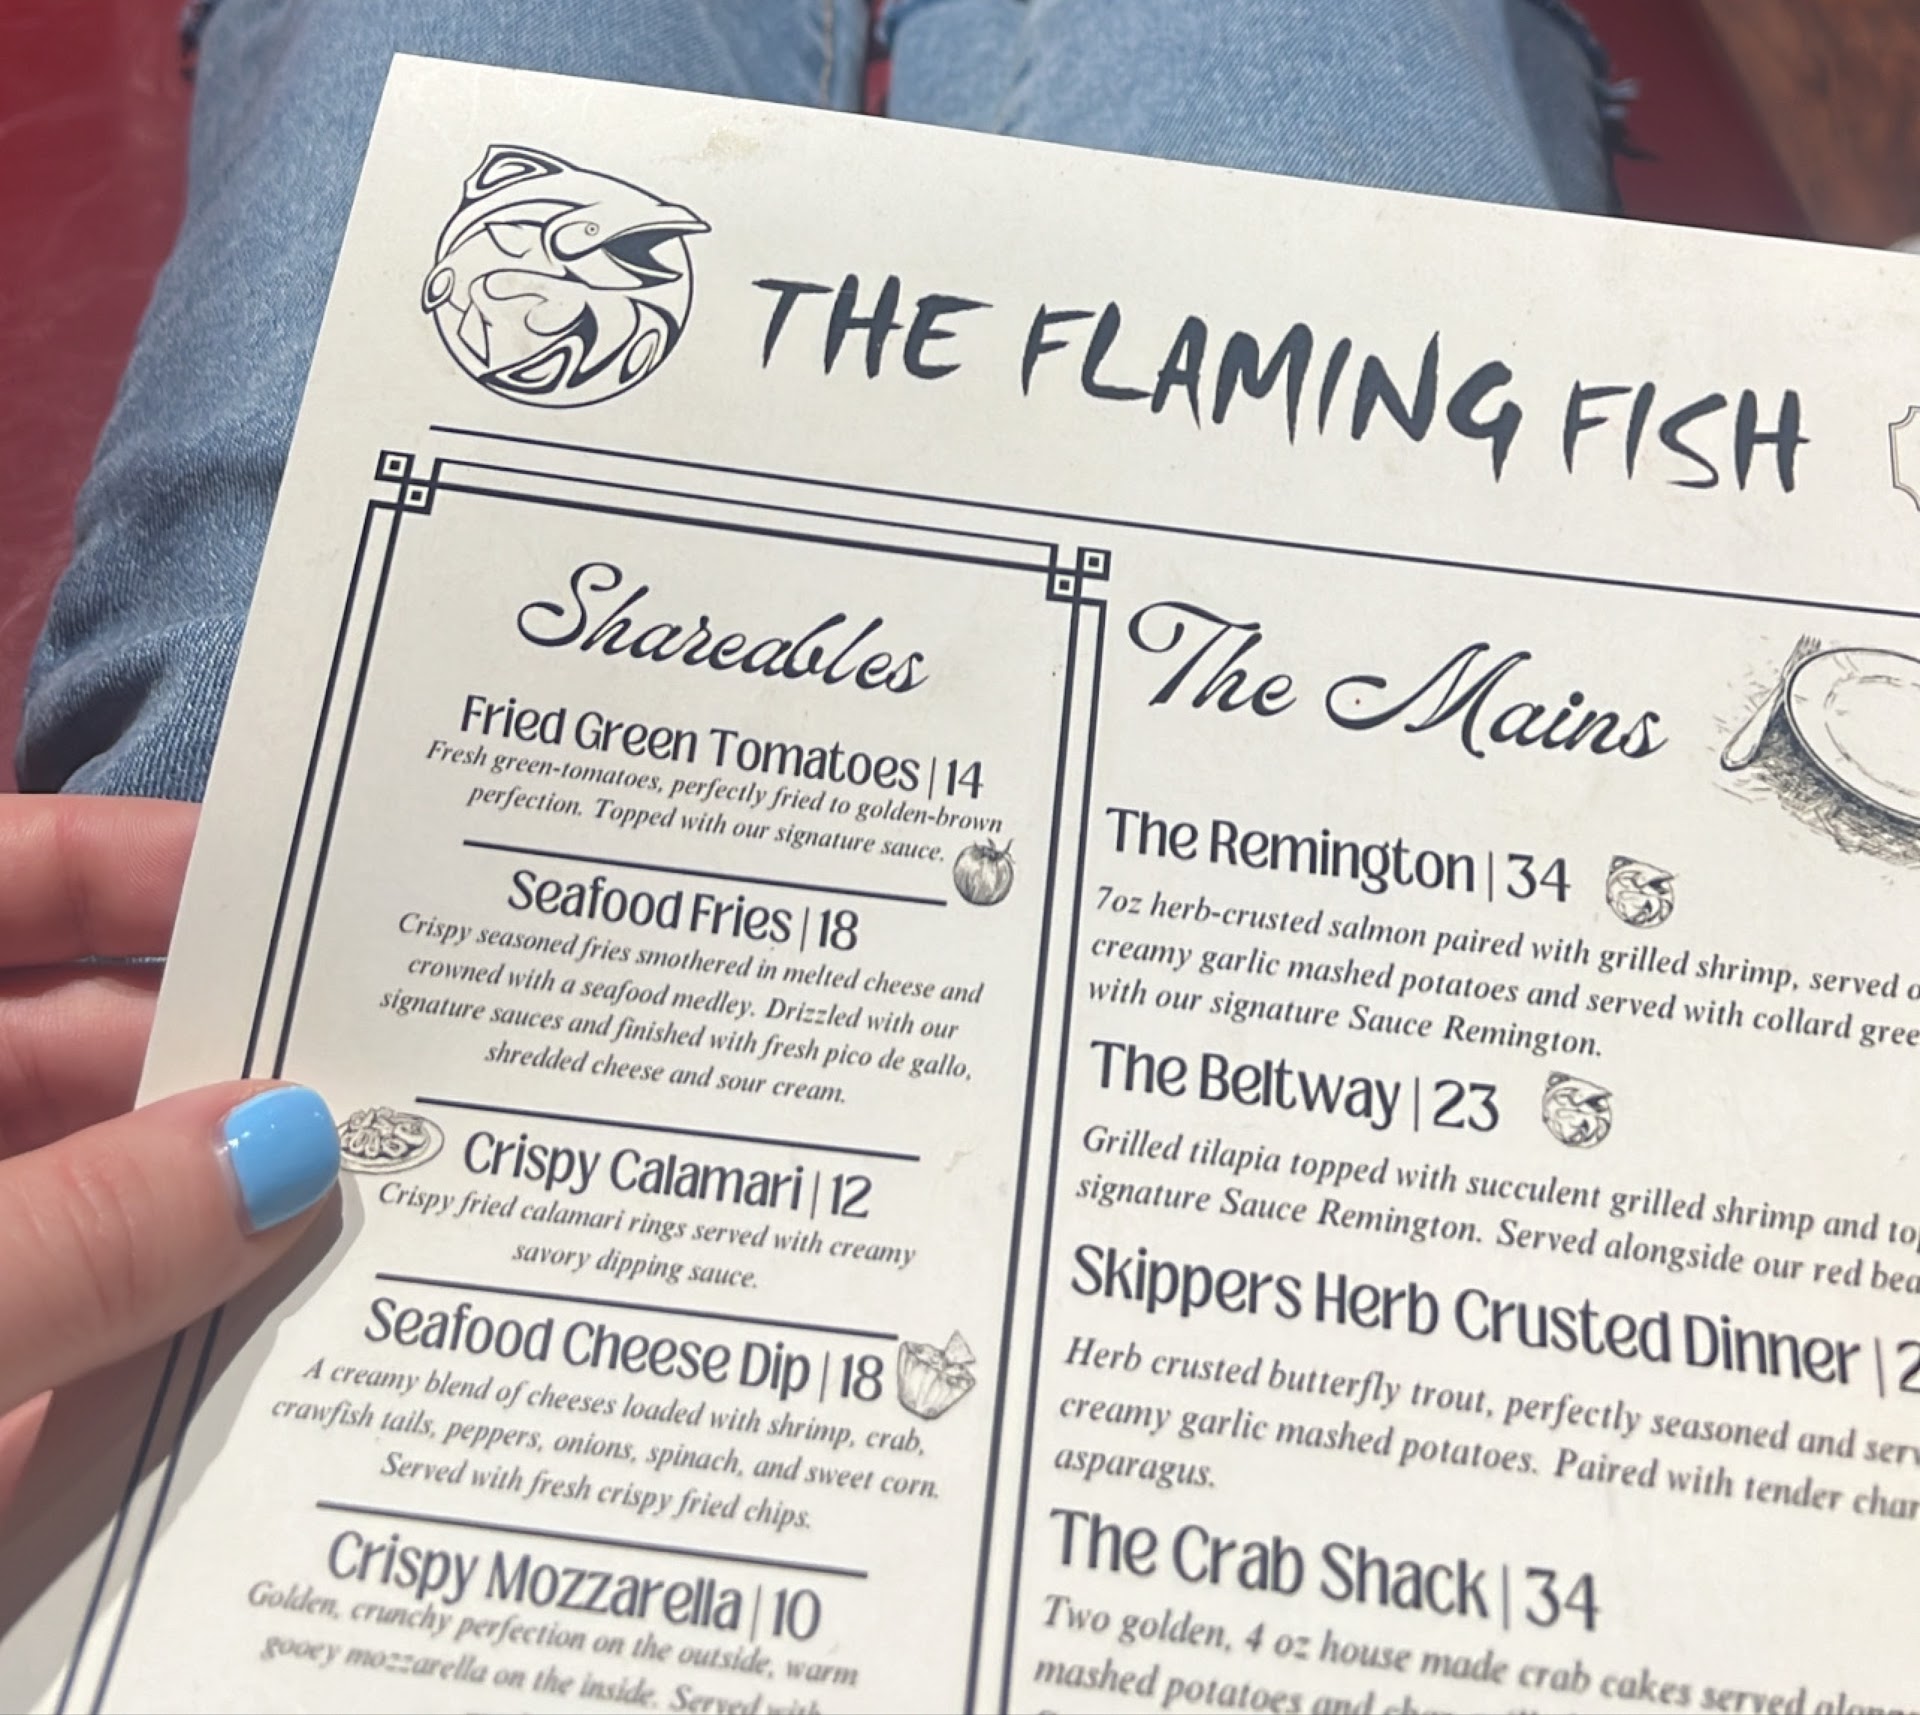 THE FLAMING FISH
Shareables
Fried Green Tomatoes | 14
Fresh green-tomatoes, perfectly fried to golden-brown
perfection. Topped with our signature sauce.
Seafood Fries | 18
Crispy seasoned fries smothered in melted cheese and
crowned with a seafood medley. Drizzled with our
signature sauces and finished with fresh pico de gallo,
shredded cheese and sour cream.
Crispy Calamari | 12
Crispy fried calamari rings served with creamy
savory dipping sauce.
Seafood Cheese Dip | 18
A creamy blend of cheeses loaded with shrimp, crab,
crawfish tails, peppers, onions, spinach, and sweet corn.
Served with fresh crispy fried chips.
Crispy Mozzarella | 10
Golden, crunchy perfection on the outside, warm
gooey mozzarella on the inside. Served with
The Mains
The Remington | 34
7oz herb-crusted salmon paired with grilled shrimp, served
creamy garlic mashed potatoes and served with collard
with our signature Sauce Remington.
The Beltway | 23
Grilled tilapia topped with succulent grilled shrimp and
signature Sauce Remington. Served alongside our red
Skippers Herb Crusted Dinner |
Herb crusted butterfly trout, perfectly seasoned and
creamy garlic mashed potatoes. Paired with tender
asparagus.
The Crab Shack | 34
Two golden, 4 oz house made crab cakes served
mashed potatoes and